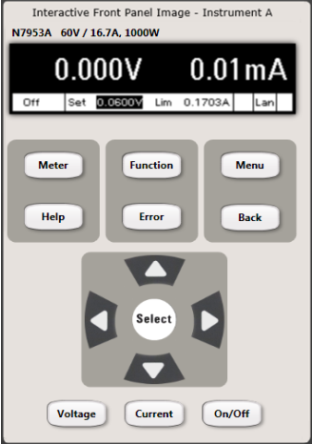 Interactive Front Panel Image - Instrument A
N7953A 60V / 16.7A, 1000W
0.000V 0.01mA
Off Set 0.0600V Lim 0.1703A Lan
Meter Function Menu
Help Error Back
Select
Voltage Current On/Off